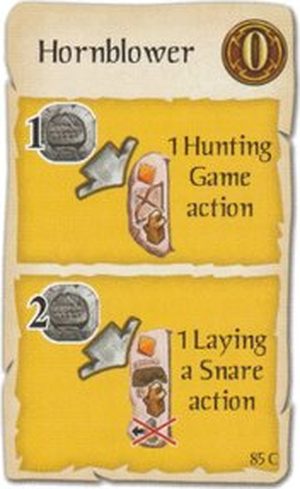 Hornblower 0
1
1 Hunting
Game
action
2
1 Laying
a Snare
action
85 C